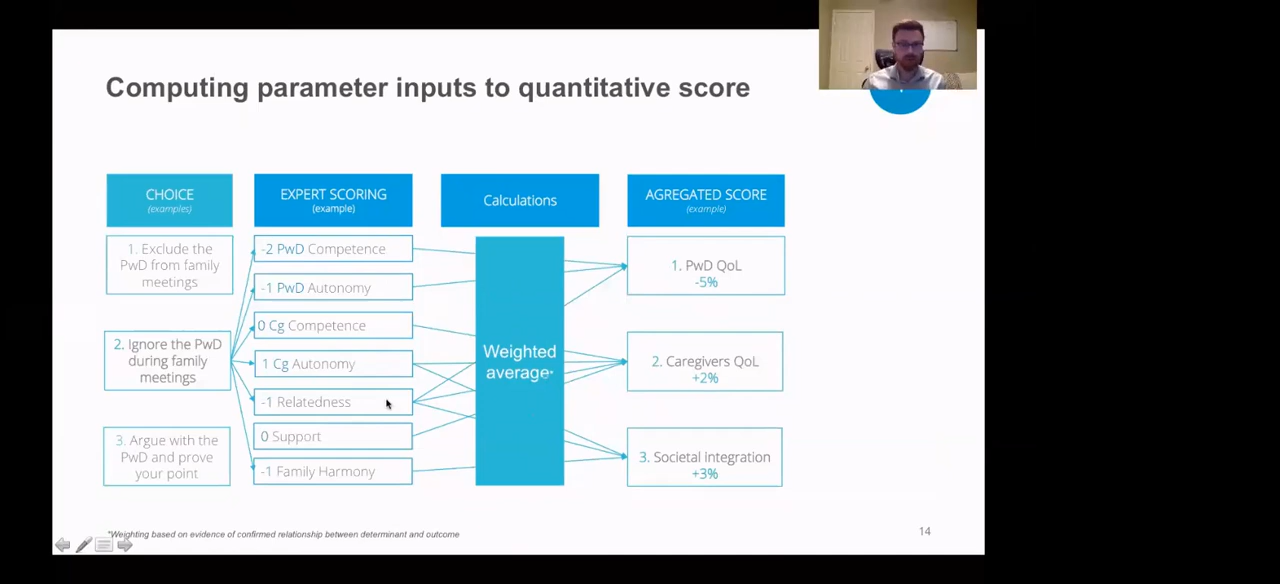 Computing parameter inputs to quantitative score
CHOICE
(examples)
EXPERT SCORING
(example)
Calculations
AGREGATED SCORE
(example)
1. Exclude the
PwD from family
meetings
2. Ignore the PwD
during family
meetings
3. Argue with the
PwD and prove
your point
-2 PwD Competence
-1 PwD Autonomy
0 Cg Competence
1 Cg Autonomy
-1 Relatedness
0 Support
-1 Family Harmony
Weighted
average*
1. PwD QoL
-5%
2. Caregivers QoL
+2%
3. Societal integration
+3%
*Weighting based on evidence of confirmed relationship between determinant and outcome
14